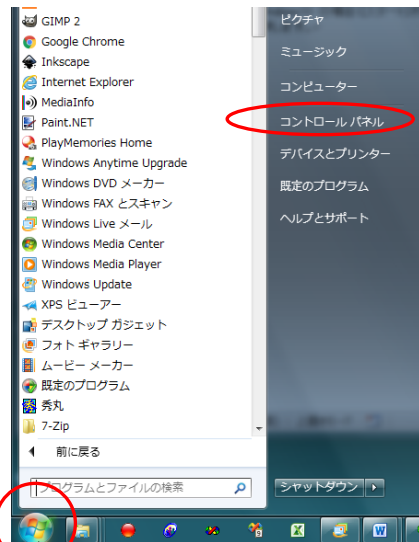 GIMP 2
Google Chrome
Inkscape
Internet Explorer
MediaInfo
Paint.NET
PlayMemories Home
Windows Anytime Upgrade
Windows DVD メーカー
Windows FAX とスキャン
Windows Live メール
Windows Media Center
Windows Media Player
Windows Update
XPS ビューアー
デスクトップ ガジェット
フォト ギャラリー
ムービー メーカー
既定のプログラム
秀丸
7-Zip
前に戻る
プログラムとファイルの検索
ピクチャ
ミュージック
コンピューター
コントロール パネル
デバイスとプリンター
既定のプログラム
ヘルプとサポート
シャットダウン